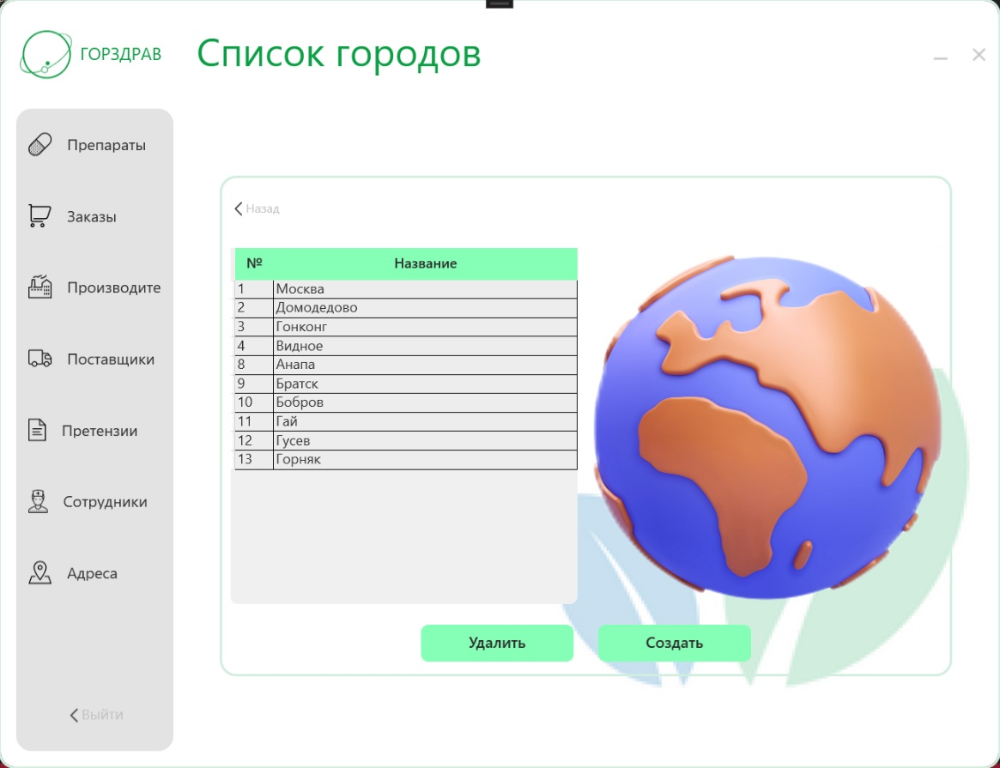 ГОРЗДРАВ
Список городов
Препараты
Заказы
Производите
Поставщики
Претензии
Сотрудники
Адреса
Выйти
Назад
№ Название
1 Москва
2 Домодедово
3 Гонконг
4 Видное
8 Анапа
9 Братск
10 Бобров
11 Гай
12 Гусев
13 Горняк
Удалить
Создать